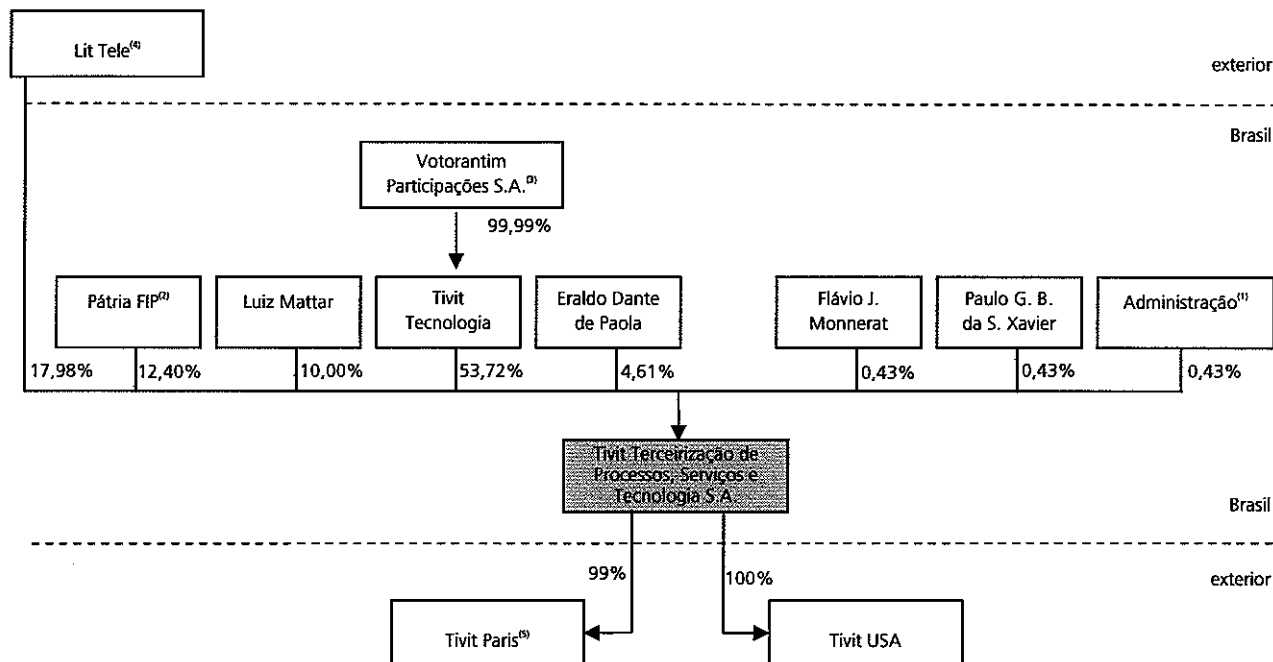 Lit Tele(4)
exterior
Brasil
Votorantim
Participações S.A.(3)
99,99%
Pátria FIP(2)
Luiz Mattar
Tivit
Tecnologia
Eraldo Dante
de Paola
Flávio J.
Monnerat
Paulo G. B.
da S. Xavier
Administração(1)
17,98%
12,40%
10,00%
53,72%
4,61%
0,43%
0,43%
0,43%
Tivit Terceirização de
Processos, Serviços e
Tecnologia S.A.
Brasil
99%
100%
exterior
Tivit Paris(5)
Tivit USA